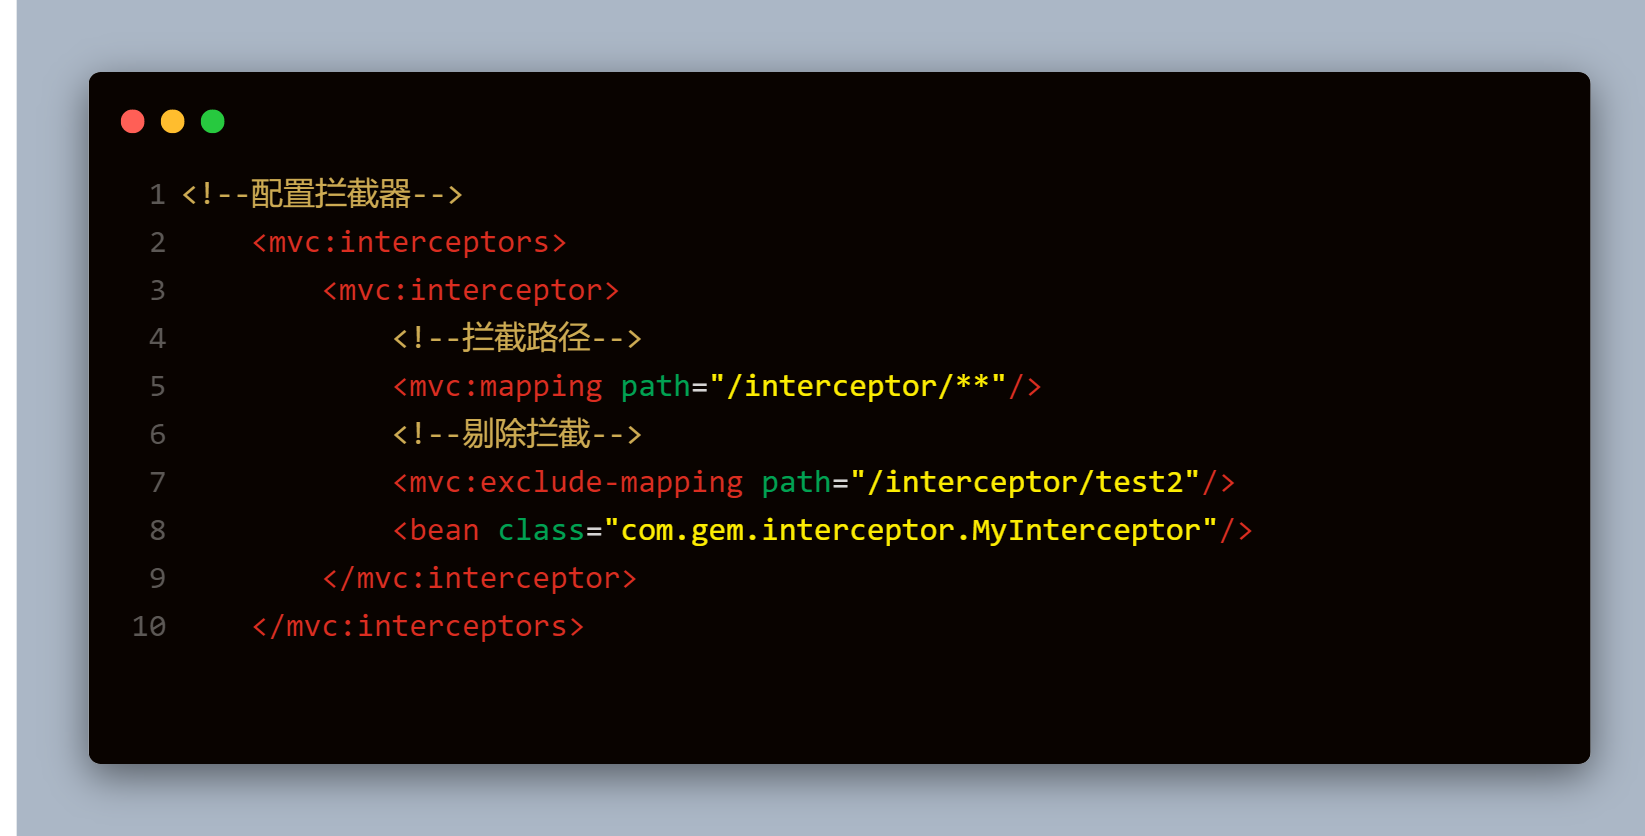 1 <!--配置拦截器-->
2     <mvc:interceptors>
3         <mvc:interceptor>
4             <!--拦截路径-->
5             <mvc:mapping path="/interceptor/**"/>
6             <!--剔除拦截-->
7             <mvc:exclude-mapping path="/interceptor/test2"/>
8             <bean class="com.gem.interceptor.MyInterceptor"/>
9         </mvc:interceptor>
10     </mvc:interceptors>